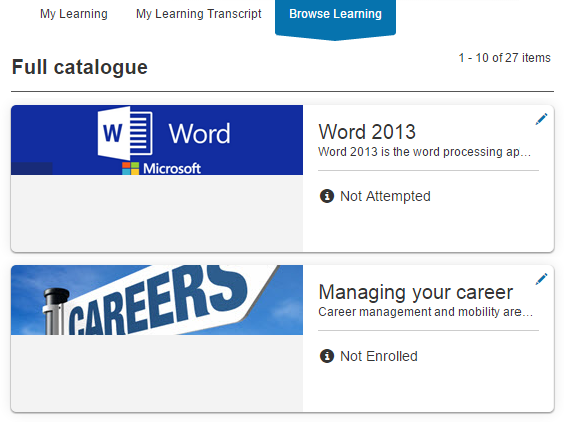 My Learning My Learning Transcript Browse Learning
Full catalogue
1 - 10 of 27 items
W Word
Microsoft
Word 2013
Word 2013 is the word processing ap…
Not Attempted
CAREERS
Managing your career
Career management and mobility are…
Not Enrolled